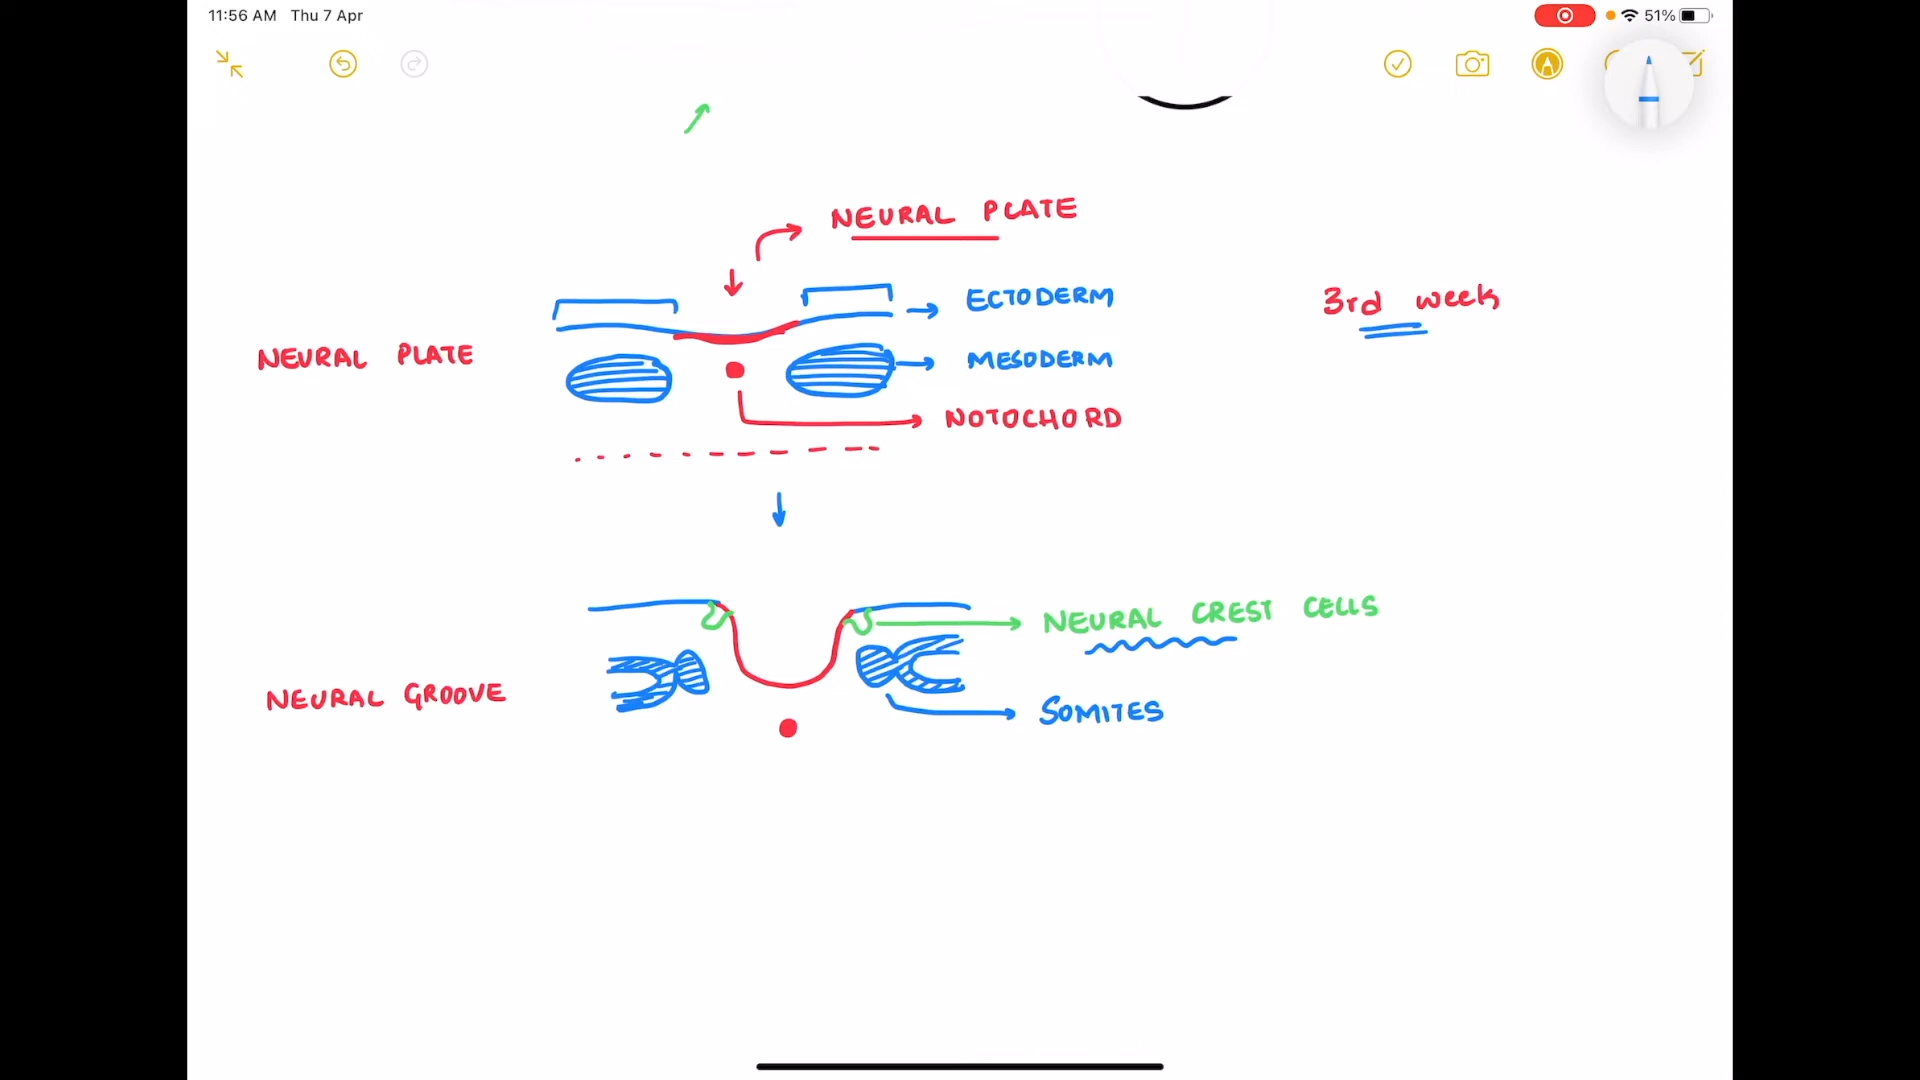 11:56 AM Thu 7 Apr
51%
NEURAL PLATE
ECTODERM
3rd week
NEURAL PLATE
MESODERM
NOTOCHORD
NEURAL CREST CELLS
NEURAL GROOVE
SOMITES